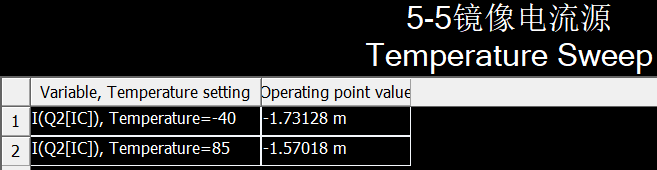 5-5镜像电流源
Temperature Sweep
Variable, Temperature setting Operating point value
1 I(Q2[IC]), Temperature=-40 -1.73128 m
2 I(Q2[IC]), Temperature=85 -1.57018 m